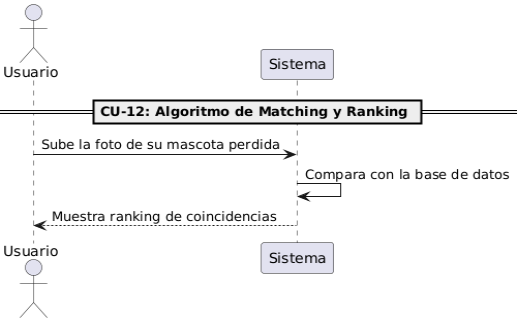 Usuario
Sistema
CU-12: Algoritmo de Matching y Ranking
Sube la foto de su mascota perdida
Compara con la base de datos
Muestra ranking de coincidencias
Usuario
Sistema